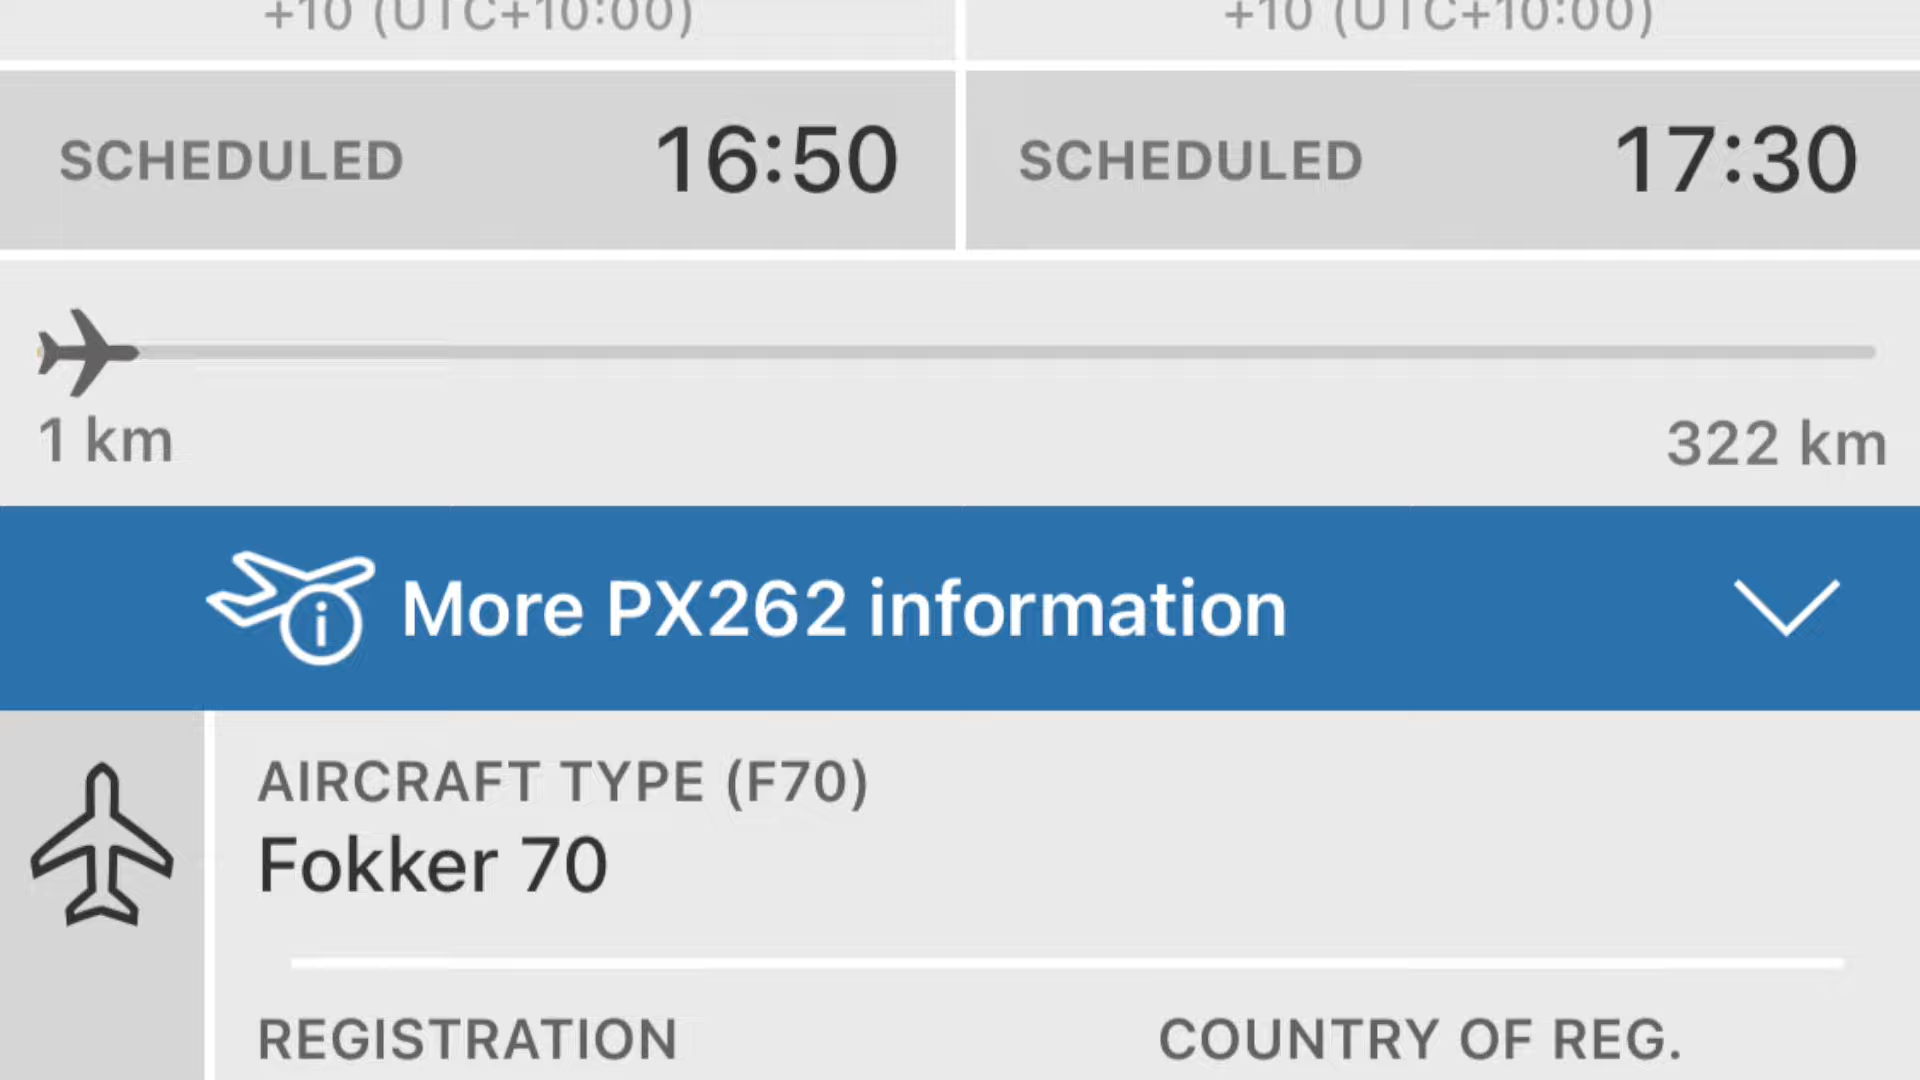 +10 (UTC+10:00) +10 (UTC+10:00)
SCHEDULED 16:50 SCHEDULED 17:30
1 km 322 km
More PX262 information
AIRCRAFT TYPE (F70)
Fokker 70
REGISTRATION COUNTRY OF REG.